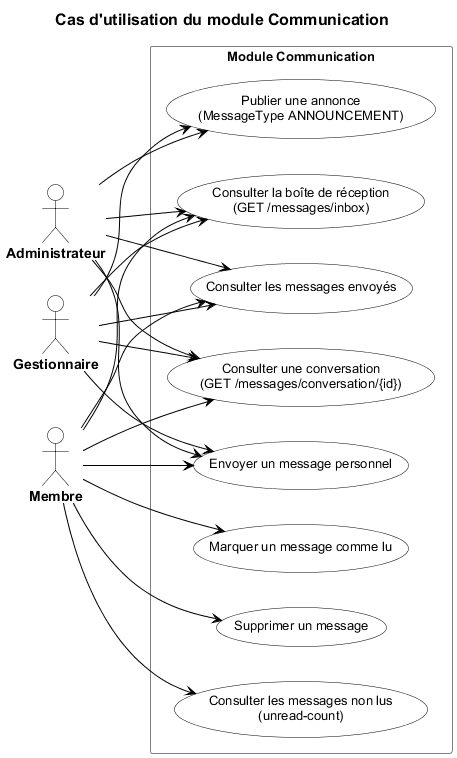 Cas d'utilisation du module Communication
Module Communication
Publier une annonce
(MessageType ANNOUNCEMENT)
Consulter la boîte de réception
(GET /messages/inbox)
Administrateur
Consulter les messages envoyés
Gestionnaire
Consulter une conversation
(GET /messages/conversation/{id})
Envoyer un message personnel
Membre
Marquer un message comme lu
Supprimer un message
Consulter les messages non lus
(unread-count)